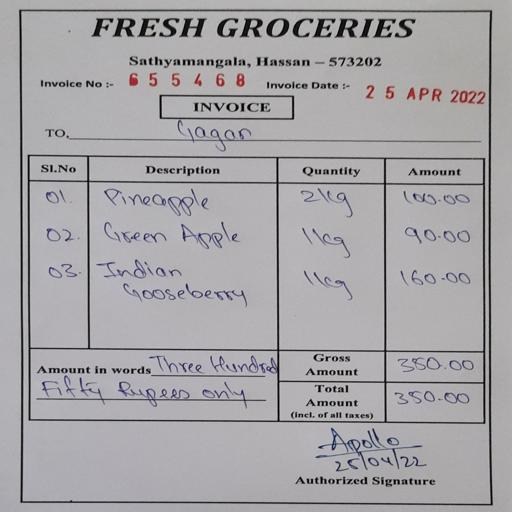 FRESH GROCERIES
Sathyamangala, Hassan – 573202
Invoice No :- 655468 Invoice Date :- 25 APR 2022
INVOICE
TO, Gagan
Sl.No Description Quantity Amount
01. Pineapple 2kg 100.00
02. Green Apple 1kg 90.00
03. Indian Gooseberry 1kg 160.00
Amount in words Three Hundred Fifty Rupees only
Gross Amount 350.00
Total Amount (incl. of all taxes) 350.00
Apollo
25/04/22
Authorized Signature